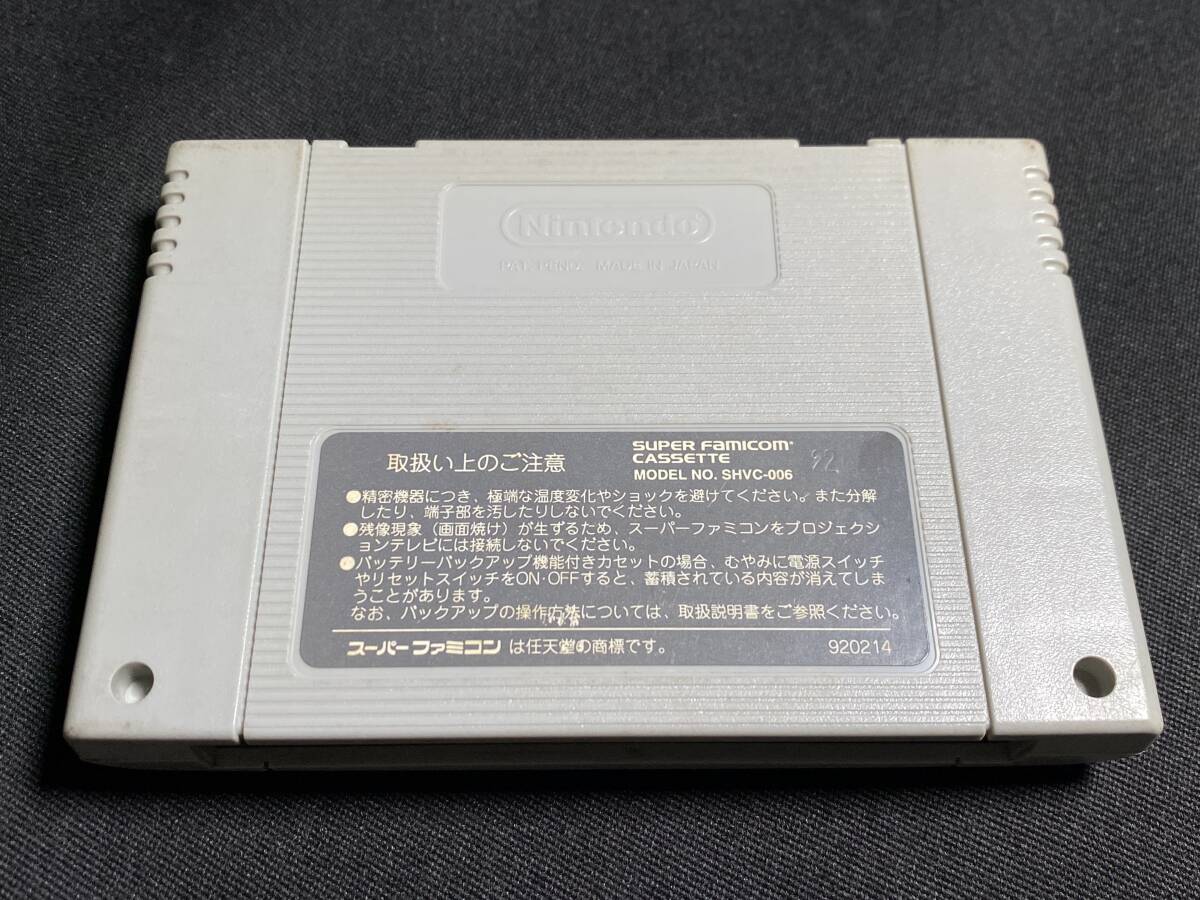 Nintendo
PAT. PEND. MADE IN JAPAN
取扱い上のご注意
SUPER FAMICOM
CASSETTE
MODEL NO. SHVC-006
92
●精密機器につき、極端な温度変化やショックを避けてください。また分解
したり、端子部を汚したりしないでください。
●残像現象（画面焼け）が生ずるため、スーパーファミコンをプロジェクシ
ョンテレビには接続しないでください。
●バッテリーバックアップ機能付きカセットの場合、むやみに電源スイッチ
やリセットスイッチをON·OFFすると、蓄積されている内容が消えてしま
うことがあります。
なお、バックアップの操作方法については、取扱説明書をご参照ください。
スーパーファミコン は任天堂の商標です。
920214